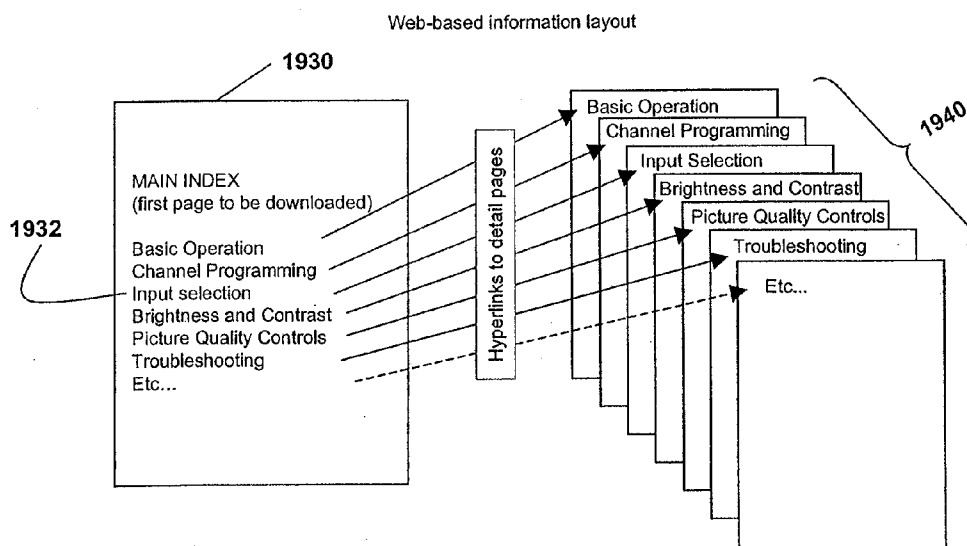 Web-based information layout
1930
1932
MAIN INDEX
(first page to be downloaded)
Basic Operation
Channel Programming
Input selection
Brightness and Contrast
Picture Quality Controls
Troubleshooting
Etc...
Hyperlinks to detail pages
1940
Basic Operation
Channel Programming
Input Selection
Brightness and Contrast
Picture Quality Controls
Troubleshooting
Etc...